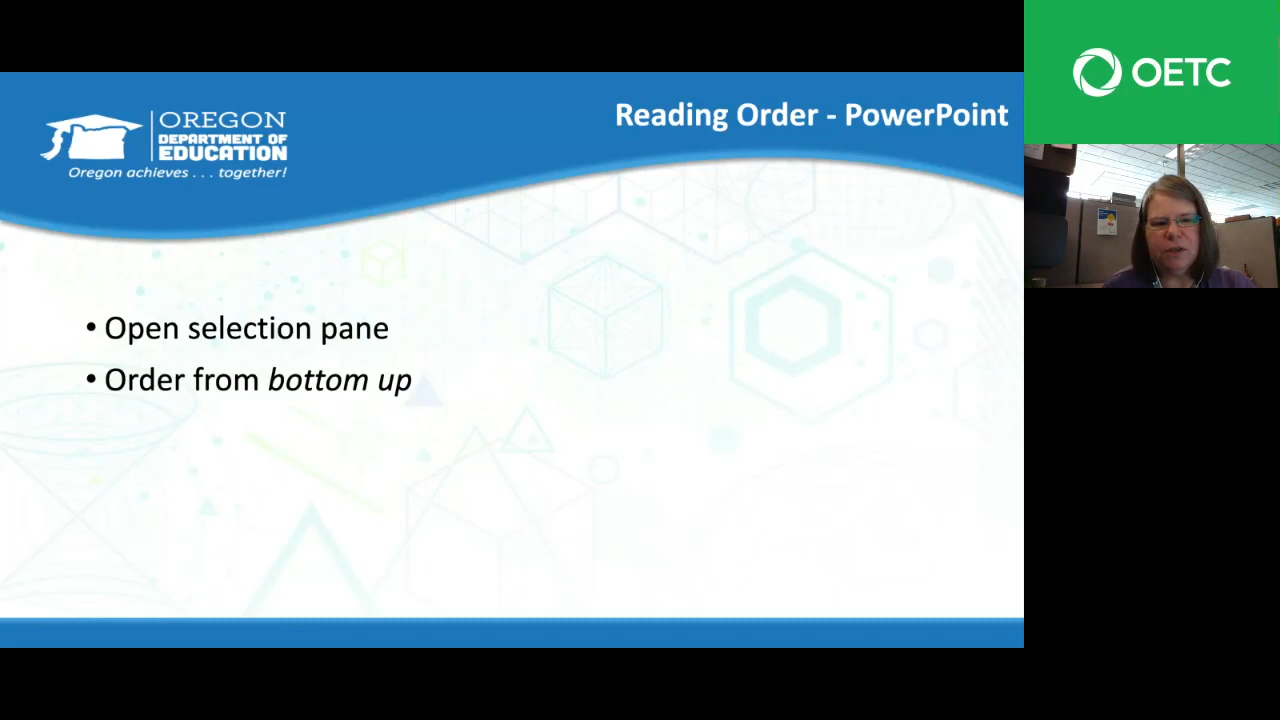 OREGON
DEPARTMENT OF
EDUCATION
Oregon achieves . . . together!
Reading Order - PowerPoint
OETC
• Open selection pane
• Order from bottom up